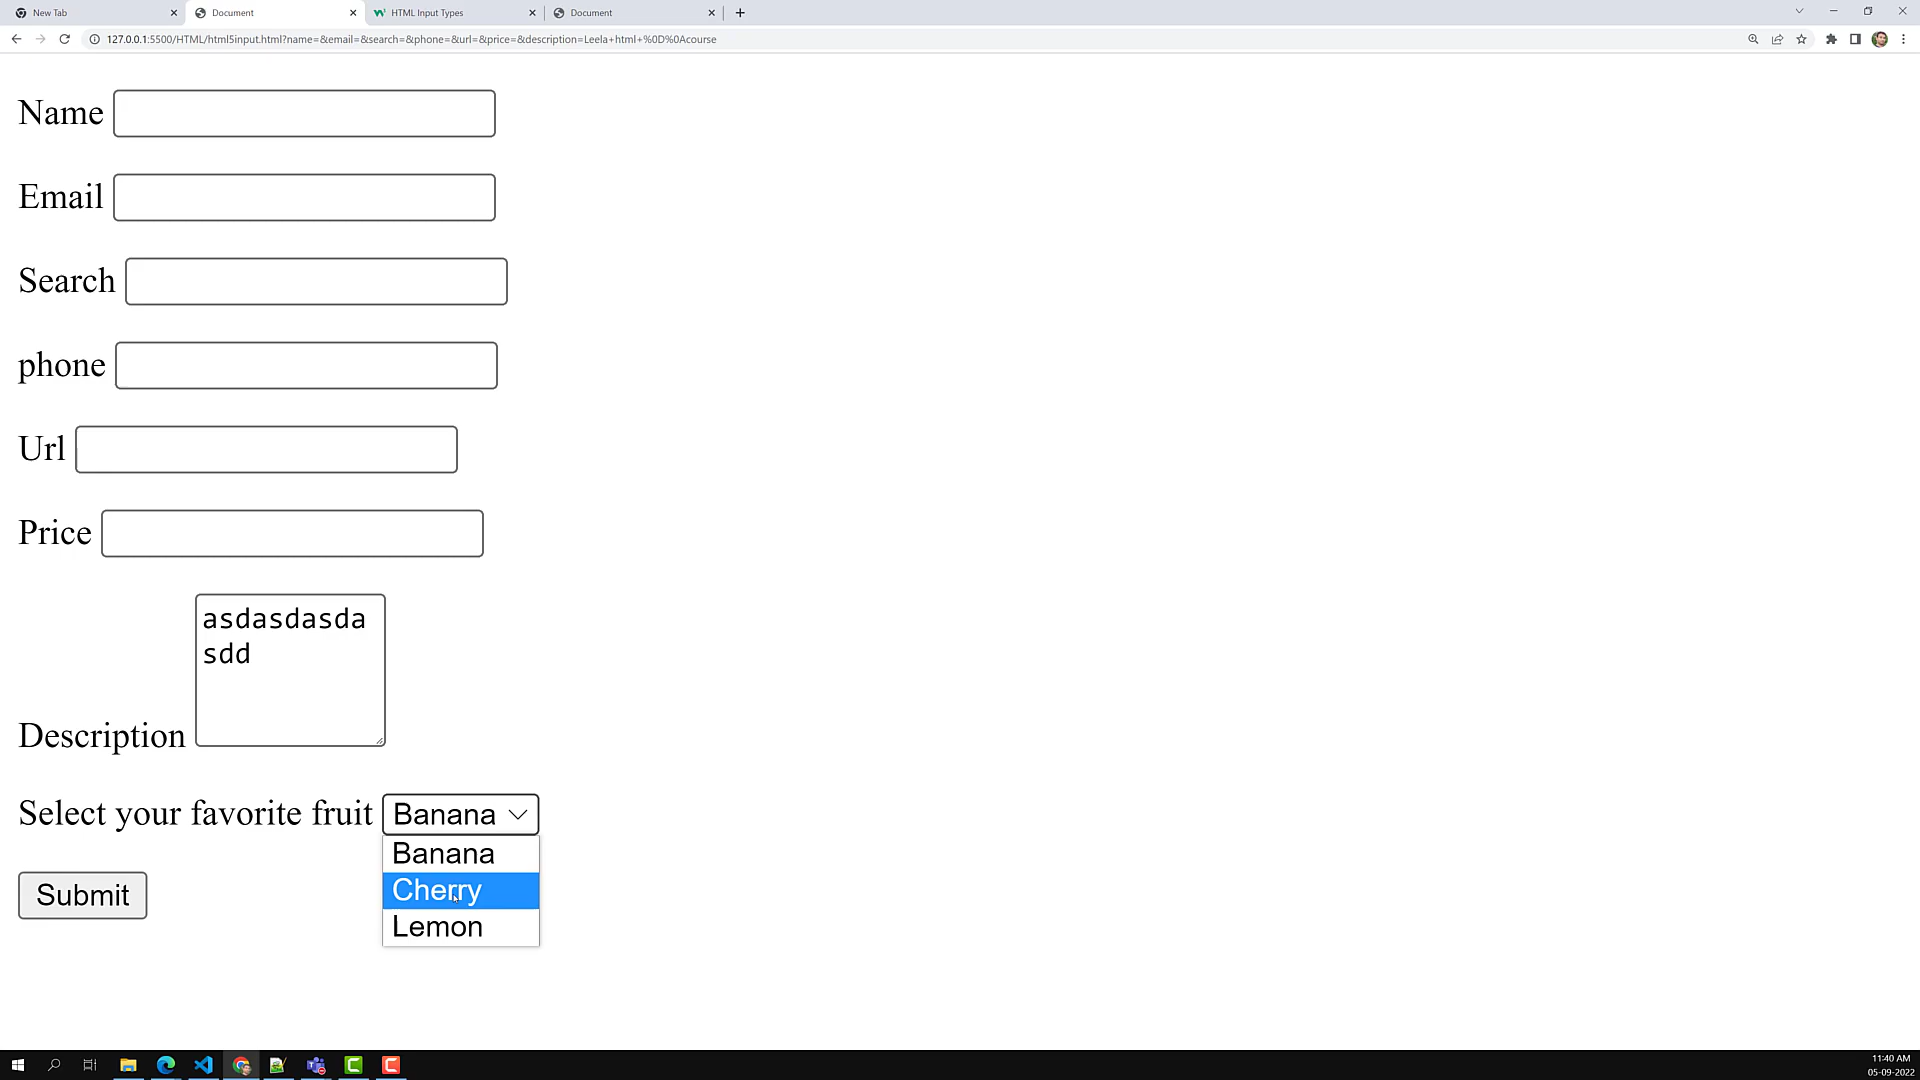 New Tab
Document
HTML Input Types
Document
127.0.0.1:5500/HTML/html5input.html?name=&email=&search=&phone=&url=&price=&description=Leela+html+%0D%0Acourse
Name
Email
Search
phone
Url
Price
asdasdasda
sdd
Description
Select your favorite fruit Banana
Banana
Cherry
Lemon
Submit
11:40 AM
05-09-2022